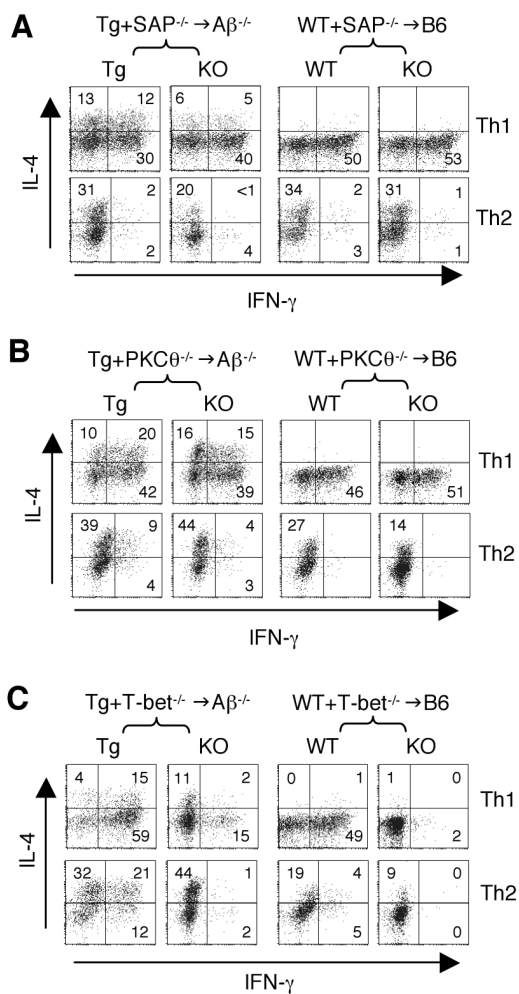 A
Tg+SAP-/- →Aβ-/- WT+SAP-/- →B6
Tg KO WT KO
13 12 6 5
30 40 50 53
Th1
31 2 20 <1 34 2 31 1
2 4 3 1
Th2
IL-4
IFN-γ
B
Tg+PKCθ-/- →Aβ-/- WT+PKCθ-/- →B6
Tg KO WT KO
10 20 16 15
42 39 46 51
Th1
39 9 44 4 27 14
4 3
Th2
IL-4
IFN-γ
C
Tg+T-bet-/- →Aβ-/- WT+T-bet-/- →B6
Tg KO WT KO
4 15 11 2 0 1 1 0
59 15 49 2
Th1
32 21 44 1 19 4 9 0
12 2 5 0
Th2
IL-4
IFN-γ